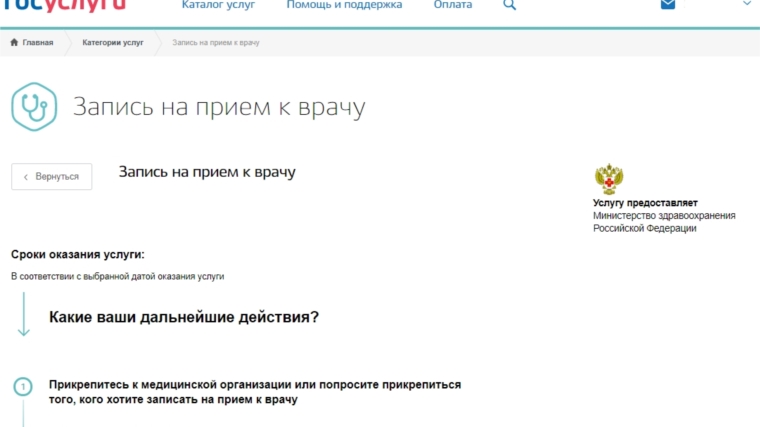 госуслуги
Каталог услуг Помощь и поддержка Оплата
Главная Категории услуг Запись на прием к врачу
Запись на прием к врачу
Вернуться
Запись на прием к врачу
Услугу предоставляет
Министерство здравоохранения
Российской Федерации
Сроки оказания услуги:
В соответствии с выбранной датой оказания услуги
Какие ваши дальнейшие действия?
1
Прикрепитесь к медицинской организации или попросите прикрепиться
того, кого хотите записать на прием к врачу